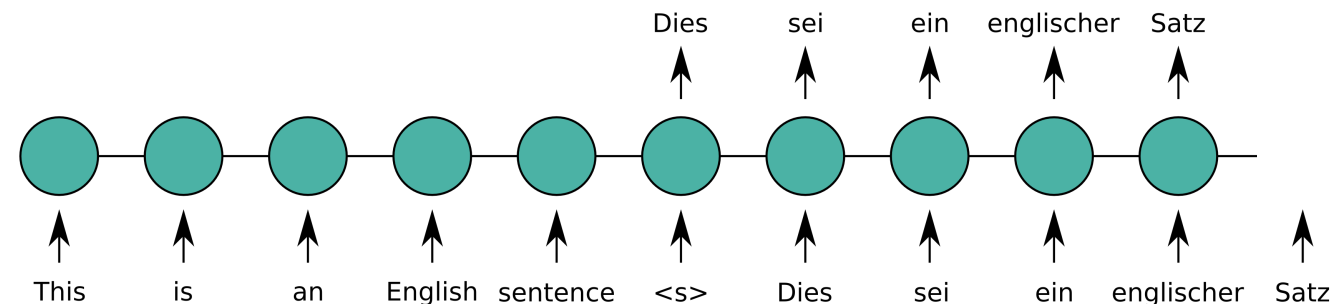 Dies sei ein englischer Satz
This is an English sentence <s> Dies sei ein englischer Satz